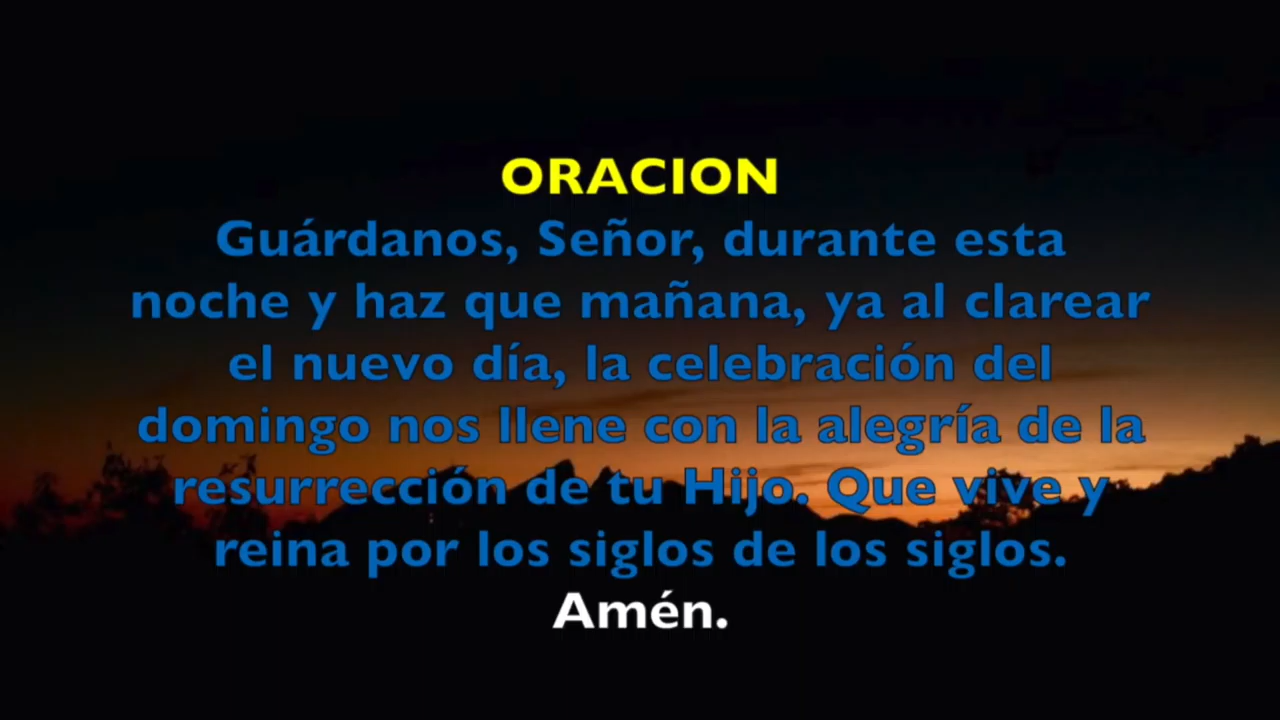 ORACION
Guárdanos, Señor, durante esta
noche y haz que mañana, ya al clarear
el nuevo día, la celebración del
domingo nos llene con la alegría de la
resurrección de tu Hijo. Que vive y
reina por los siglos de los siglos.
Amén.